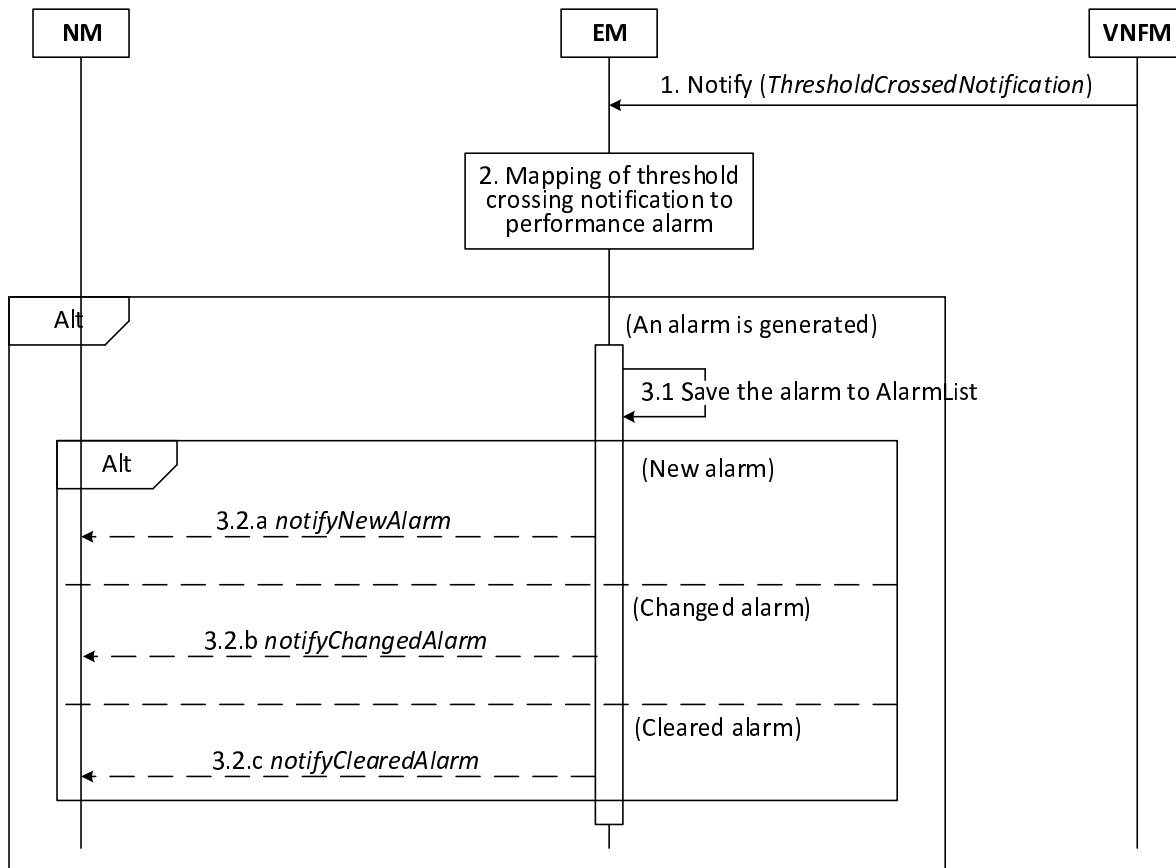 NM
EM
VNFM
1. Notify (ThresholdCrossedNotification)
2. Mapping of threshold
crossing notification to
performance alarm
Alt
(An alarm is generated)
3.1 Save the alarm to AlarmList
Alt
(New alarm)
3.2.a notifyNewAlarm
(Changed alarm)
3.2.b notifyChangedAlarm
(Cleared alarm)
3.2.c notifyClearedAlarm